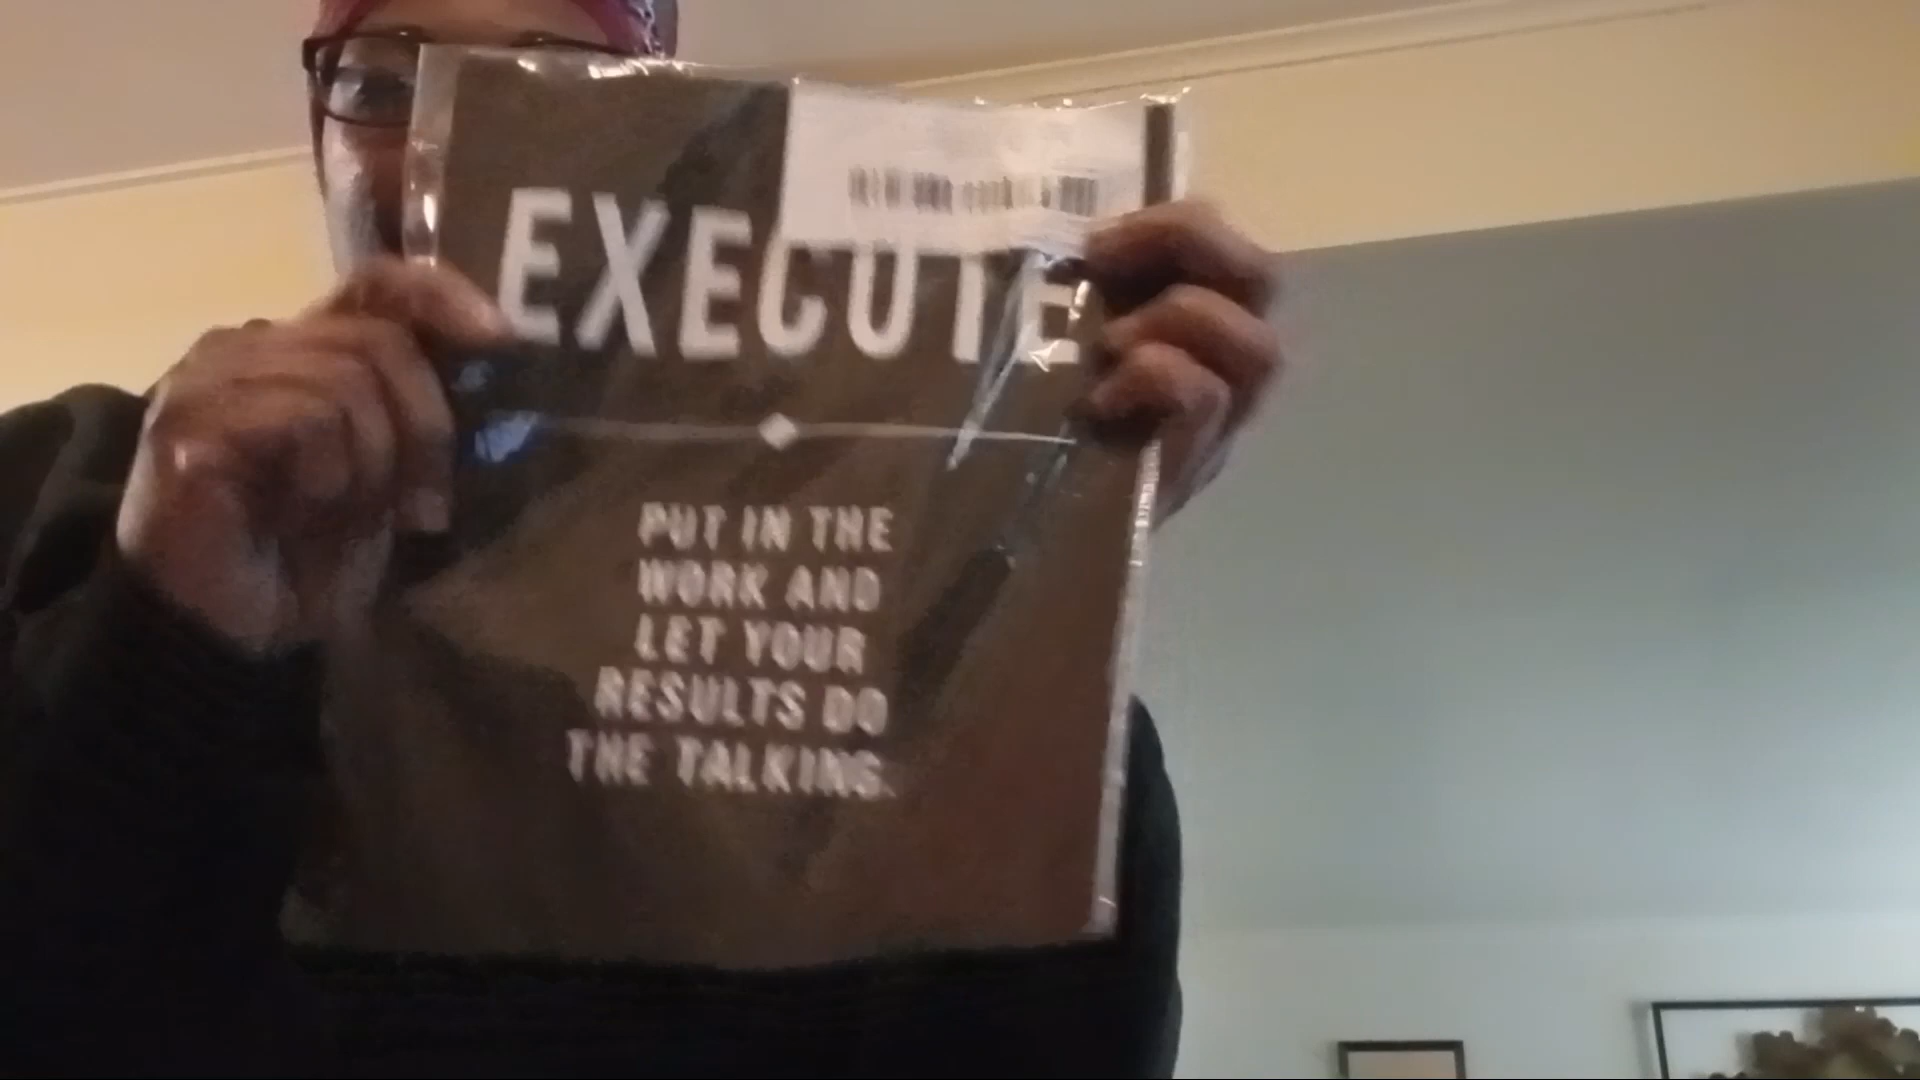 EXECUTE
PUT IN THE
WORK AND
LET YOUR
RESULTS DO
THE TALKING.